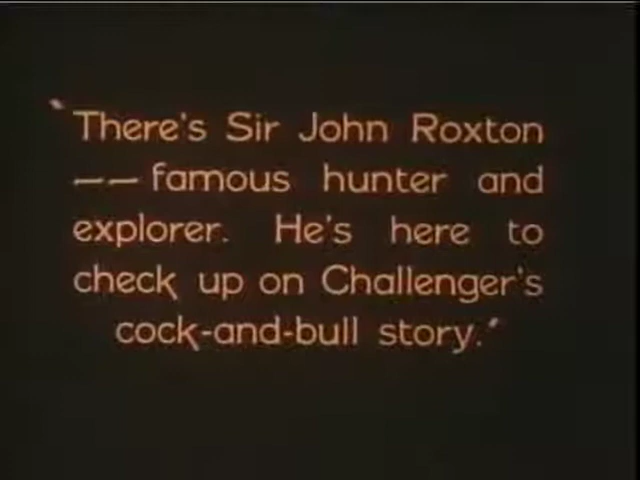 "There's Sir John Roxton
—— famous hunter and
explorer. He's here to
check up on Challenger's
cock-and-bull story."